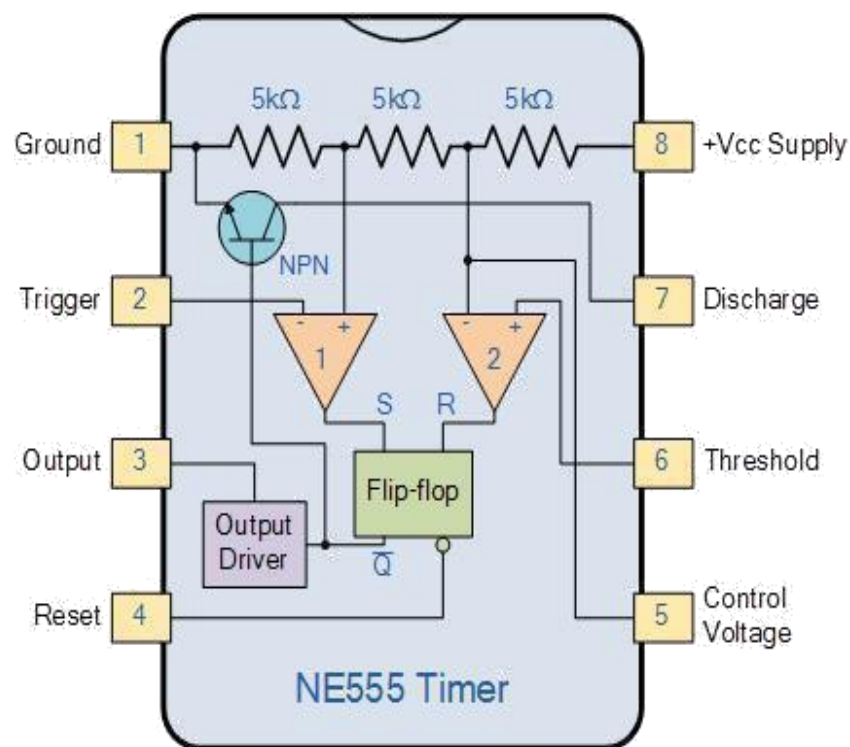 5kΩ 5kΩ 5kΩ
Ground 1
8 +Vcc Supply
NPN
Trigger 2
7 Discharge
- +
- +
1
2
S R
Output 3
6 Threshold
Flip-flop
Output
Driver
Q̅
Reset 4
5 Control
Voltage
NE555 Timer